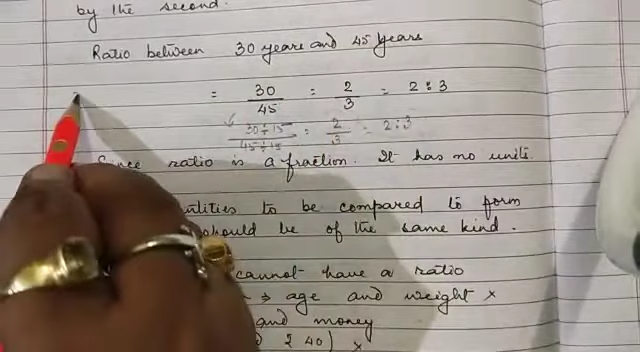 by the second.
Ratio between 30 years and 45 years
= 30/45 = 2/3 = 2:3
30÷15/45÷15 = 2/3 = 2:3
Since ratio is a fraction. It has no units.
to be compared to form
should be of the same kind.
cannot have a ratio
→ age and weight ×
and money
40) ×